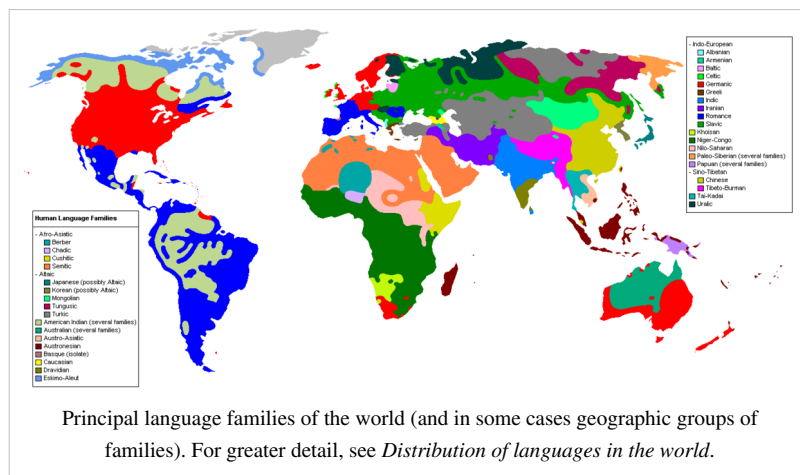 - Indo-European
Albanian
Armenian
Baltic
Celtic
Germanic
Greek
Indic
Iranian
Romance
Slavic
Khoisan
Niger-Congo
Nilo-Saharan
Paleo-Siberian (several families)
Papuan (several families)
- Sino-Tibetan
Chinese
Tibeto-Burman
Tai-Kadai
Uralic
Human Language Families
- Afro-Asiatic
Berber
Chadic
Cushitic
Semitic
- Altaic
Japanese (possibly Altaic)
Korean (possibly Altaic)
Mongolian
Tungusic
Turkic
American Indian (several families)
Australian (several families)
Austro-Asiatic
Austronesian
Basque (isolate)
Caucasian
Dravidian
Eskimo-Aleut
Principal language families of the world (and in some cases geographic groups of
families). For greater detail, see Distribution of languages in the world.